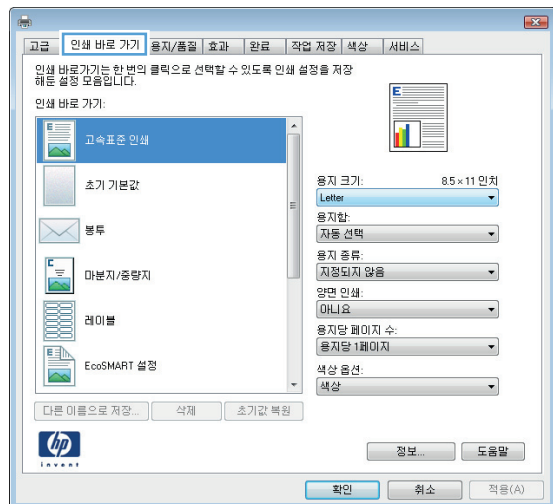 고급 인쇄 바로 가기 용지/품질 효과 완료 작업 저장 색상 서비스
인쇄 바로가기는 한 번의 클릭으로 선택할 수 있도록 인쇄 설정을 저장
해둔 설정 모음입니다.
인쇄 바로 가기:
고속표준 인쇄
초기 기본값
봉투
마분지/중량지
레이블
EcoSMART 설정
다른 이름으로 저장... 삭제 초기값 복원
E
용지 크기: 8.5 × 11 인치
Letter
용지함:
자동 선택
용지 종류:
지정되지 않음
양면 인쇄:
아니요
용지당 페이지 수:
용지당 1페이지
색상 옵션:
색상
hp
invent
정보... 도움말
확인 취소 적용(A)